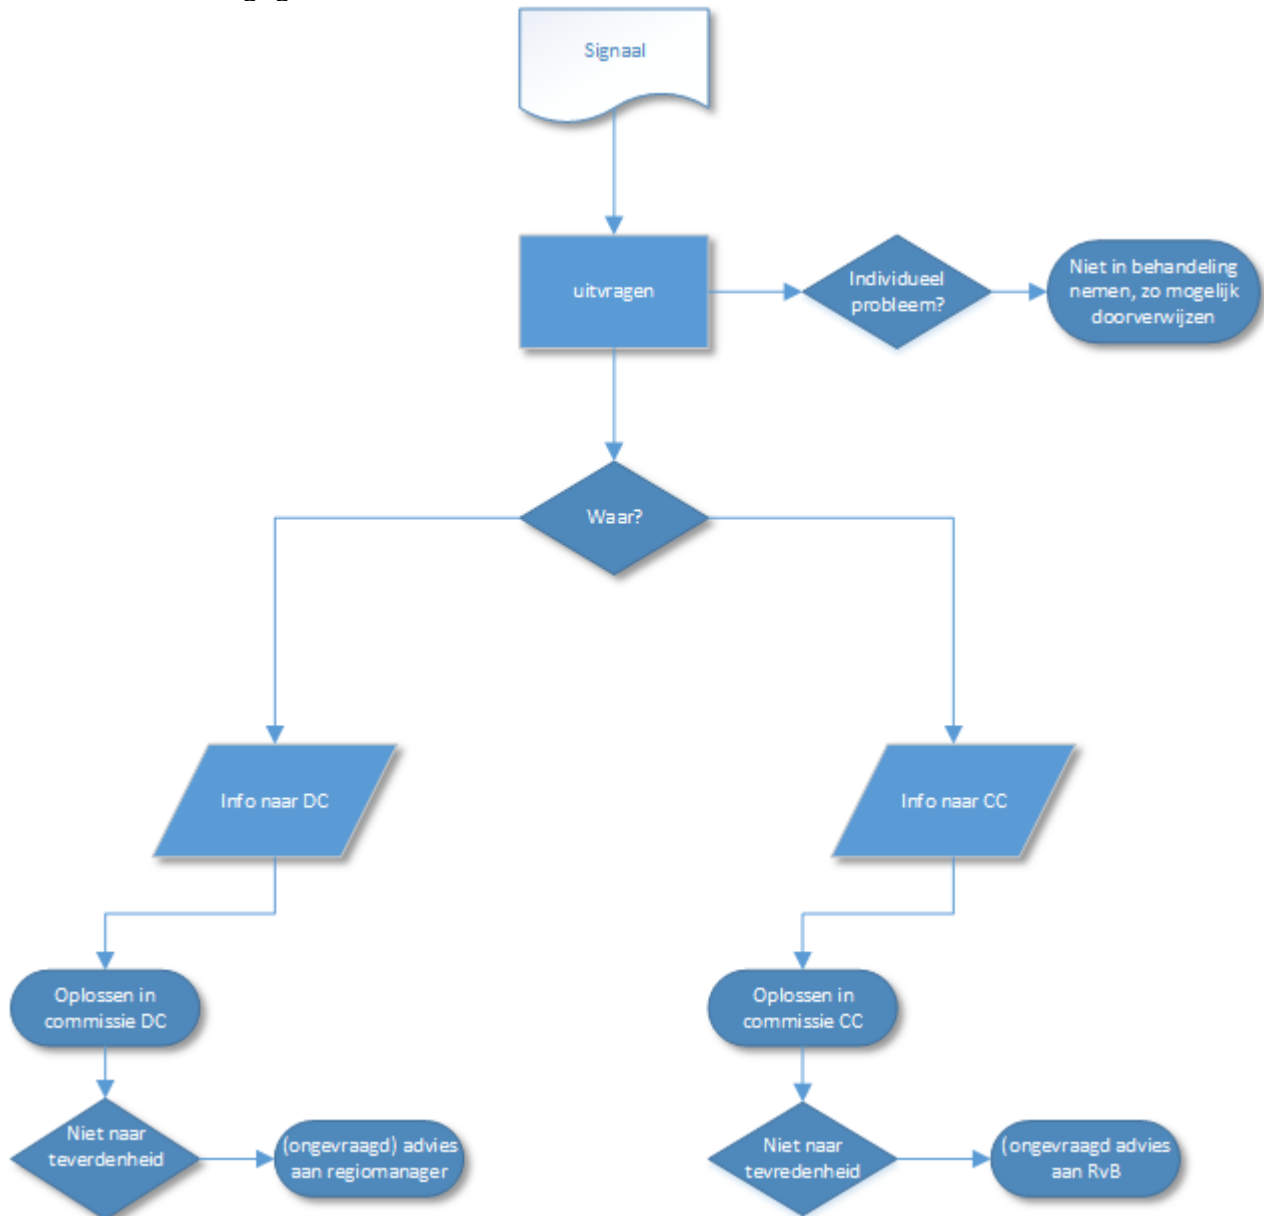 Signaal
uitvragen
Individueel
probleem?
Niet in behandeling
nemen, zo mogelijk
doorverwijzen
Waar?
Info naar DC
Info naar CC
Oplossen in
commissie DC
Oplossen in
commissie CC
Niet naar
teverdenheid
(ongevraagd) advies
aan regiomanager
Niet naar
tevredenheid
(ongevraagd advies
aan RvB